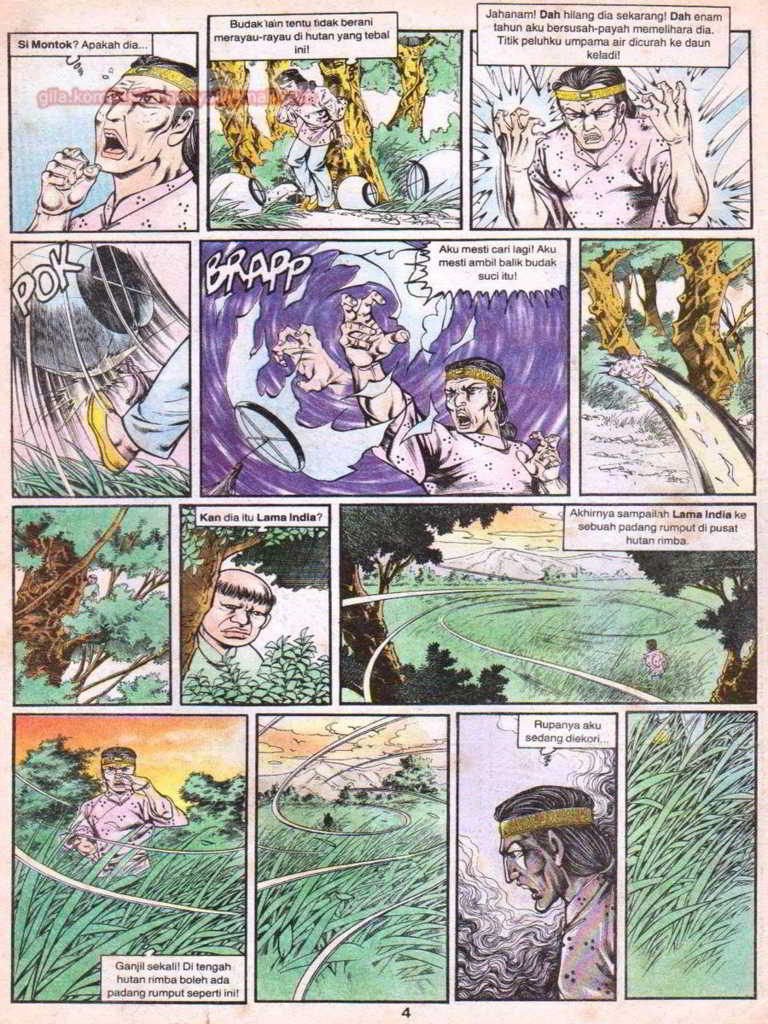 Si Montok? Apakah dia...
Budak lain tentu tidak berani
merayau-rayau di hutan yang tebal
ini!
Jahanam! Dah hilang dia sekarang! Dah enam
tahun aku bersusah-payah memelihara dia.
Titik peluhku umpama air dicurah ke daun
keladi!
POK
BRAPP
Aku mesti cari lagi! Aku
mesti ambil balik budak
suci itu!
Kan dia itu Lama India?
Akhirnya sampailah Lama India ke
sebuah padang rumput di pusat
hutan rimba.
Ganjil sekali! Di tengah
hutan rimba boleh ada
padang rumput seperti ini!
Rupanya aku
sedang diekori...
4